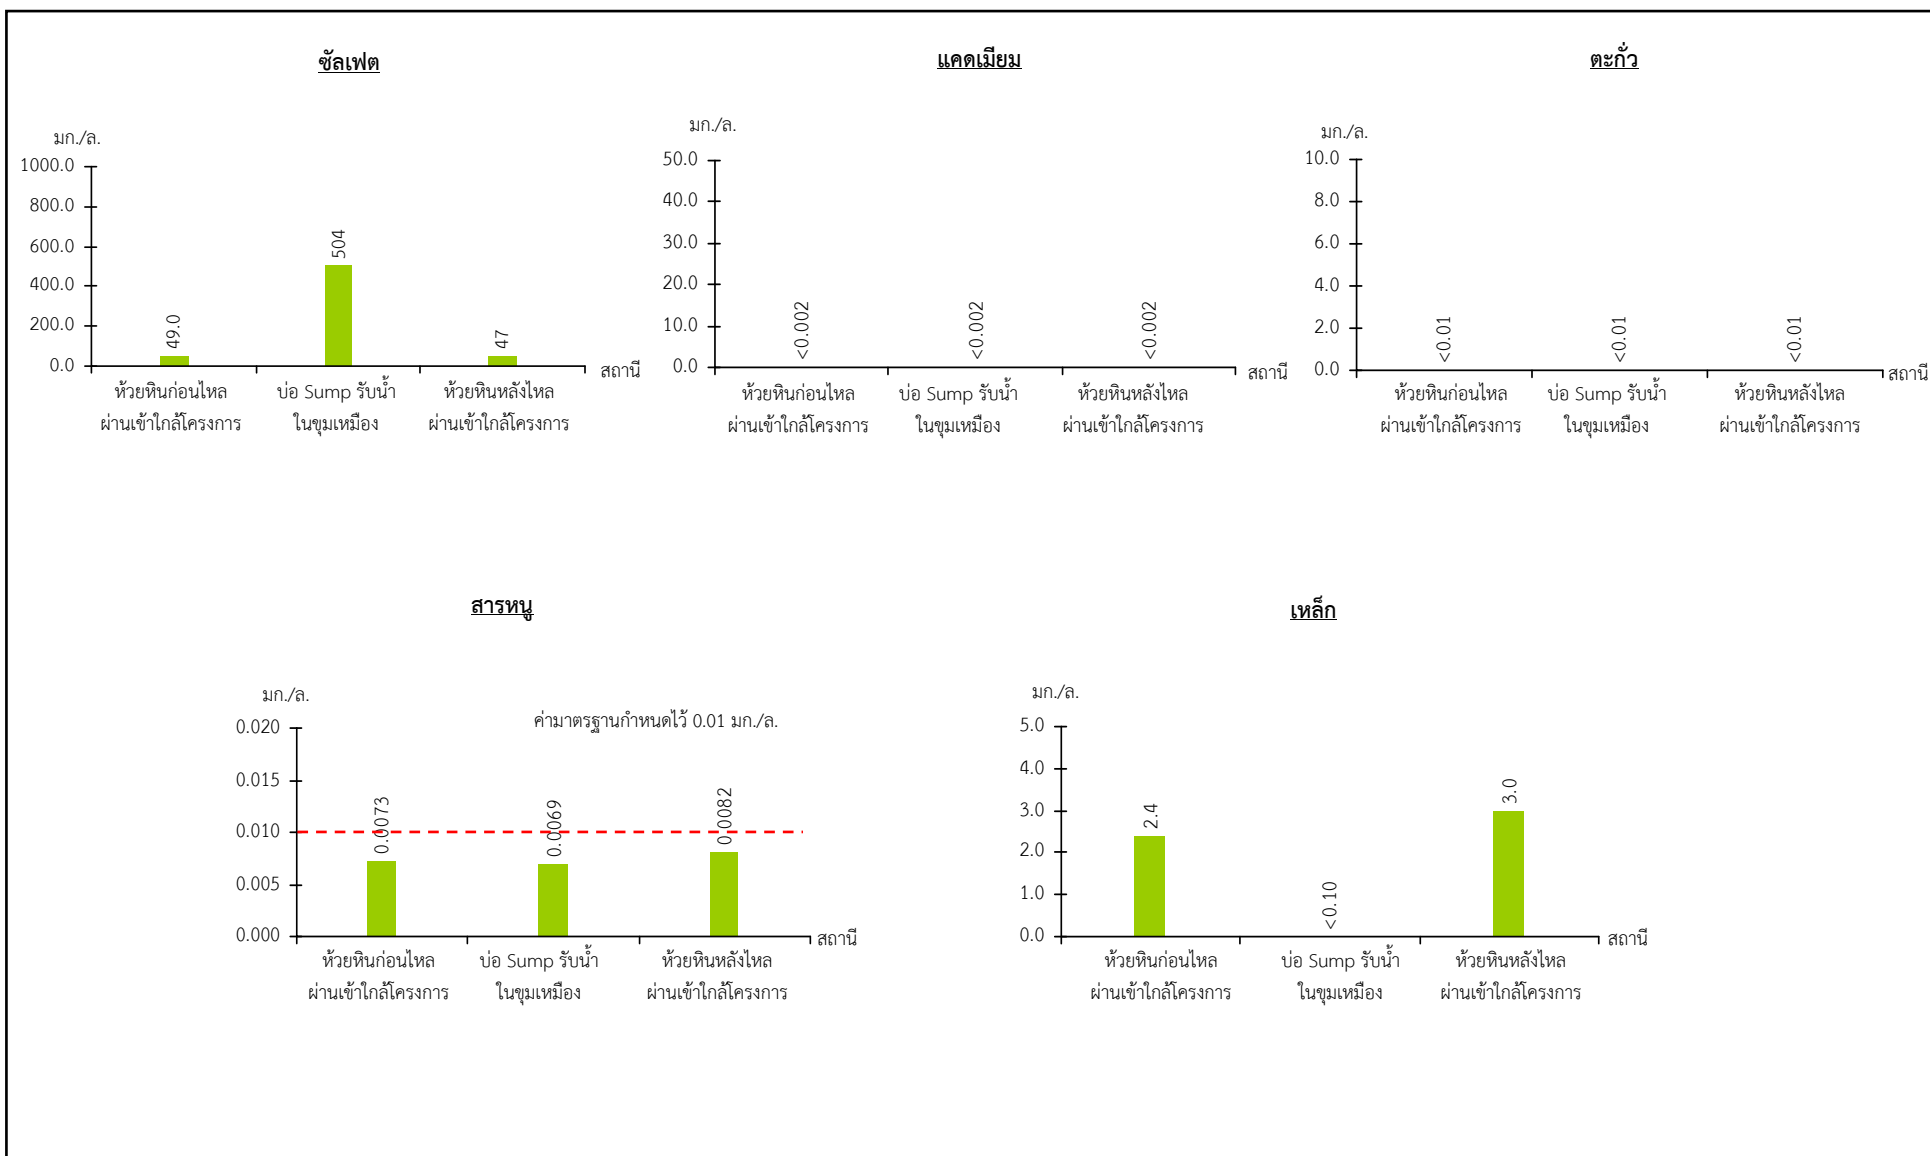 ซัลเฟต
มก./ล.
1000.0
800.0
600.0
400.0
200.0
0.0
49.0
504
47
สถานี
ห้วยหินก่อนไหล
ผ่านเข้าใกล้โครงการ
บ่อ Sump รับน้ำ
ในขุมเหมือง
ห้วยหินหลังไหล
ผ่านเข้าใกล้โครงการ
แคดเมียม
มก./ล.
50.0
40.0
30.0
20.0
10.0
0.0
<0.002
<0.002
<0.002
สถานี
ห้วยหินก่อนไหล
ผ่านเข้าใกล้โครงการ
บ่อ Sump รับน้ำ
ในขุมเหมือง
ห้วยหินหลังไหล
ผ่านเข้าใกล้โครงการ
ตะกั่ว
มก./ล.
10.0
8.0
6.0
4.0
2.0
0.0
<0.01
<0.01
<0.01
สถานี
ห้วยหินก่อนไหล
ผ่านเข้าใกล้โครงการ
บ่อ Sump รับน้ำ
ในขุมเหมือง
ห้วยหินหลังไหล
ผ่านเข้าใกล้โครงการ
สารหนู
มก./ล.
ค่ามาตรฐานกำหนดไว้ 0.01 มก./ล.
0.020
0.015
0.010
0.005
0.000
0.0073
0.0069
0.0082
สถานี
ห้วยหินก่อนไหล
ผ่านเข้าใกล้โครงการ
บ่อ Sump รับน้ำ
ในขุมเหมือง
ห้วยหินหลังไหล
ผ่านเข้าใกล้โครงการ
เหล็ก
มก./ล.
5.0
4.0
3.0
2.0
1.0
0.0
2.4
<0.10
3.0
สถานี
ห้วยหินก่อนไหล
ผ่านเข้าใกล้โครงการ
บ่อ Sump รับน้ำ
ในขุมเหมือง
ห้วยหินหลังไหล
ผ่านเข้าใกล้โครงการ